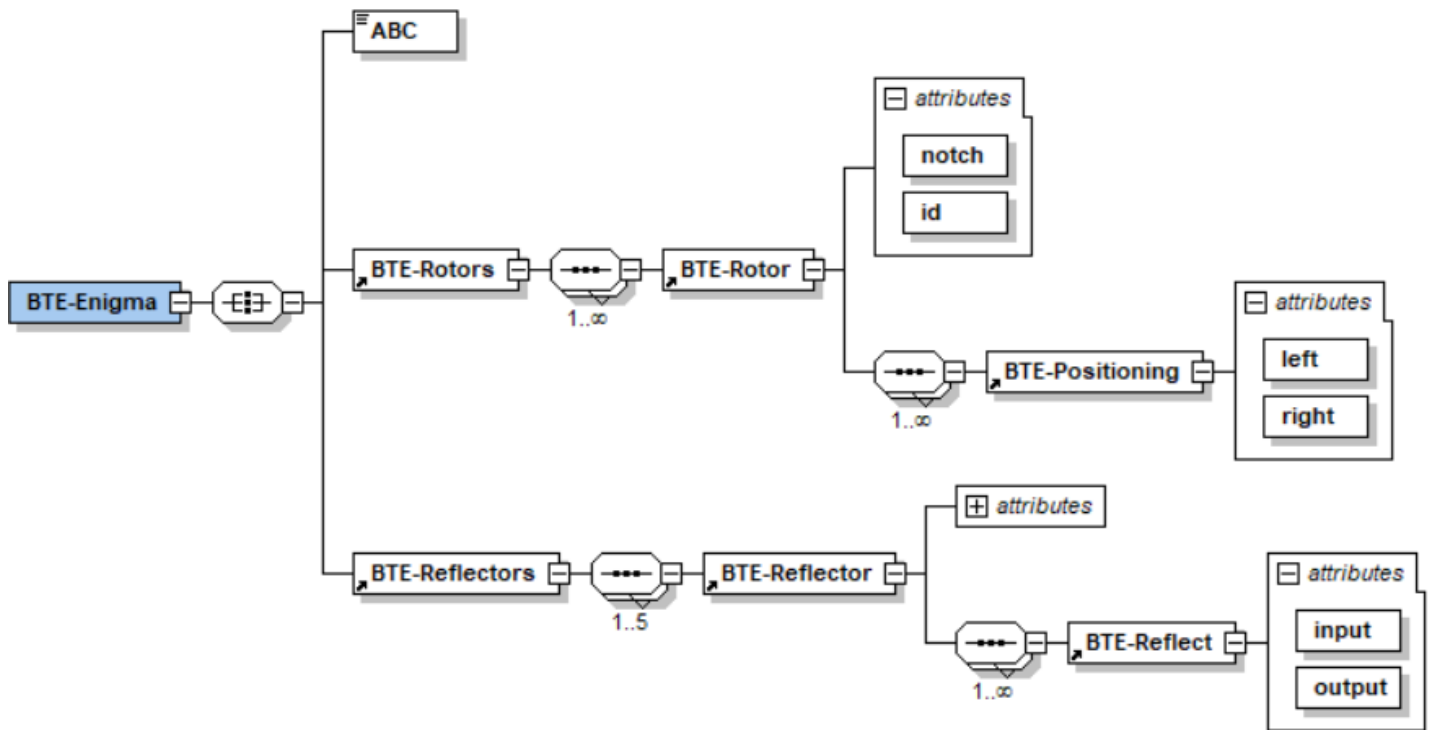 ABC
attributes
notch
id
BTE-Enigma
BTE-Rotors
1..∞
BTE-Rotor
1..∞
BTE-Positioning
attributes
left
right
BTE-Reflectors
1..5
BTE-Reflector
attributes
1..∞
BTE-Reflect
attributes
input
output